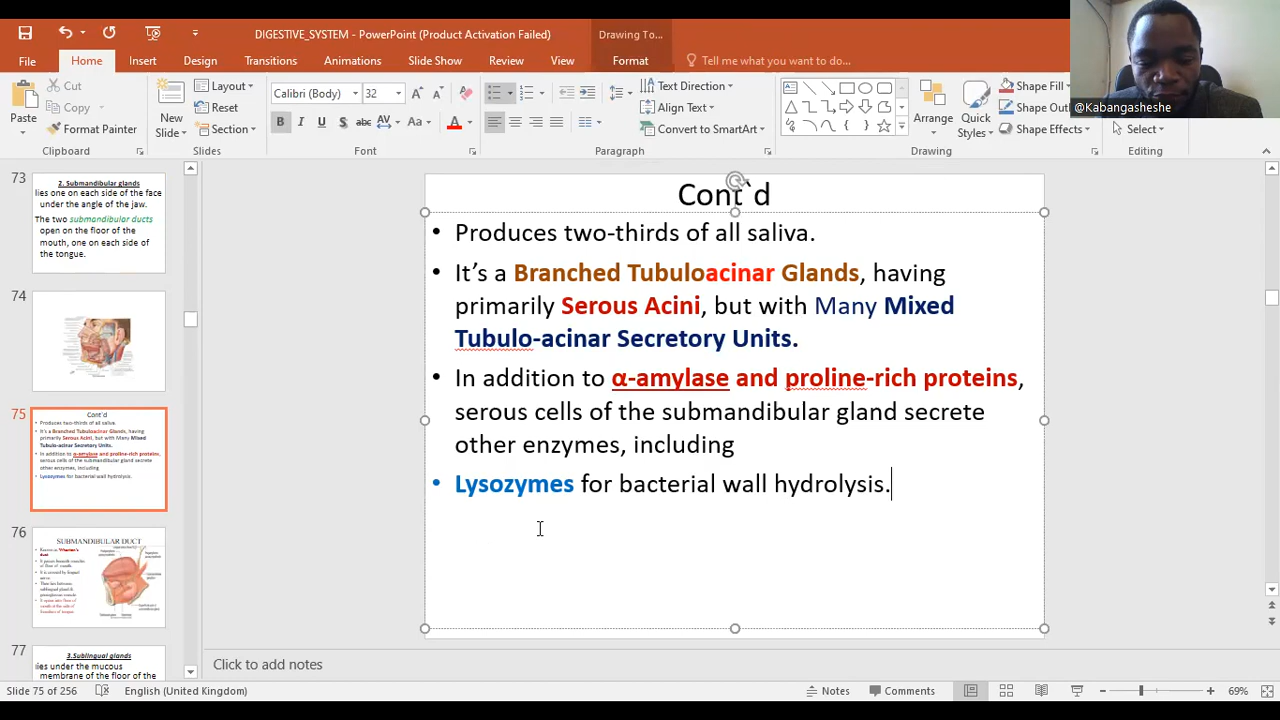 DIGESTIVE_SYSTEM - PowerPoint (Product Activation Failed)
Drawing To...
File
Home
Insert
Design
Transitions
Animations
Slide Show
Review
View
Format
Tell me what you want to do...
@Kabangasheshe
Paste
Cut
Copy
Format Painter
Clipboard
New
Slide
Layout
Reset
Section
Slides
Calibri (Body)
32
B I U S abc AV Aa A
Font
Text Direction
Align Text
Convert to SmartArt
Paragraph
Arrange
Quick
Styles
Shape Fill
Shape Out
Shape Effects
Drawing
Select
Editing
73
2. Submandibular glands
lies one on each side of the face
under the angle of the jaw.
The two submandibular ducts
open on the floor of the
mouth, one on each side of
the tongue.
74
75
Cont`d
Produces two-thirds of all saliva.
It's a Branched Tubuloacinar Glands, having
primarily Serous Acini, but with Many Mixed
Tubulo-acinar Secretory Units.
In addition to α-amylase and proline-rich proteins,
serous cells of the submandibular gland secrete
other enzymes, including
Lysozymes for bacterial wall hydrolysis.
76
SUBMANDIBULAR DUCT
77
3.Sublingual glands
lies under the mucous
membrane of the floor of the
Cont`d
• Produces two-thirds of all saliva.
• It's a Branched Tubuloacinar Glands, having
primarily Serous Acini, but with Many Mixed
Tubulo-acinar Secretory Units.
• In addition to α-amylase and proline-rich proteins,
serous cells of the submandibular gland secrete
other enzymes, including
• Lysozymes for bacterial wall hydrolysis.
Click to add notes
Slide 75 of 256
English (United Kingdom)
Notes
Comments
69%